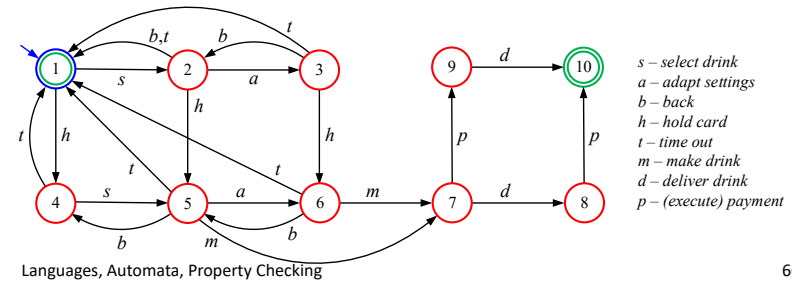 t
b,t
b
1
s
2
a
3
9
d
10
h
h
h
t
t
t
p
p
4
s
5
a
6
m
7
d
8
b
m
b
s – select drink
a – adapt settings
b – back
h – hold card
t – time out
m – make drink
d – deliver drink
p – (execute) payment
Languages, Automata, Property Checking
6